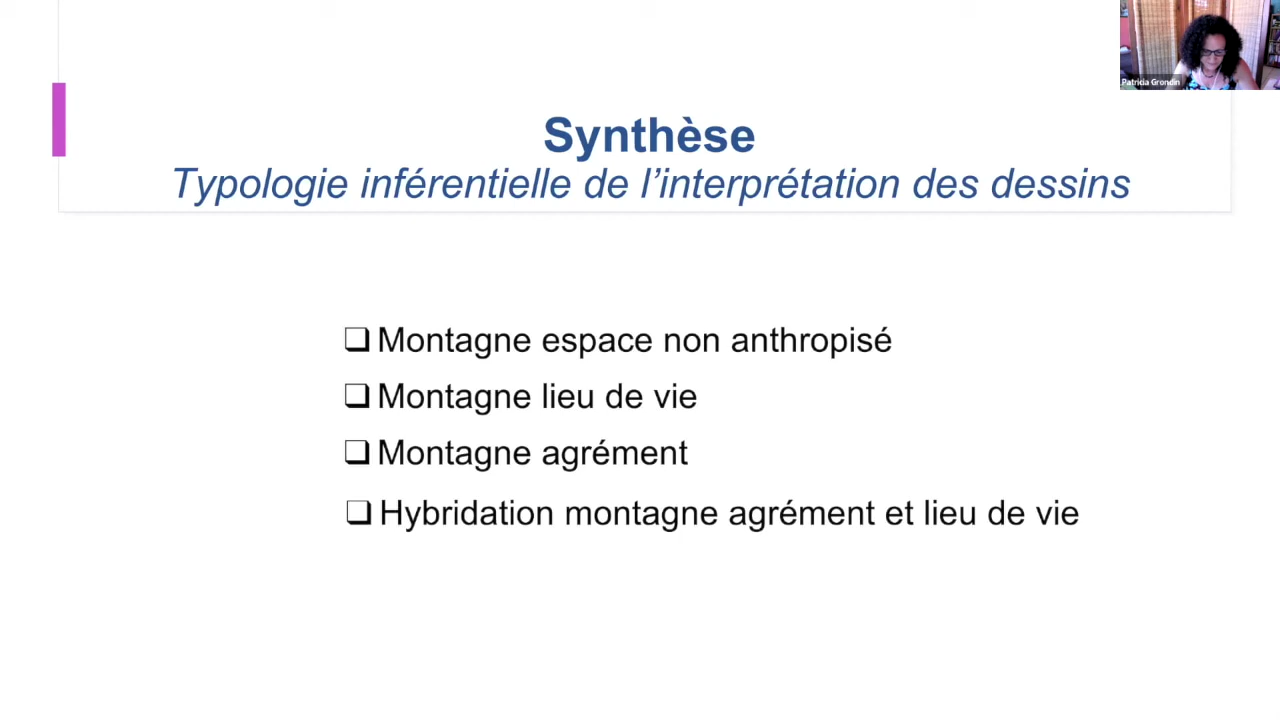 Patricia Grondin
Synthèse
Typologie inférentielle de l’interprétation des dessins
Montagne espace non anthropisé
Montagne lieu de vie
Montagne agrément
Hybridation montagne agrément et lieu de vie